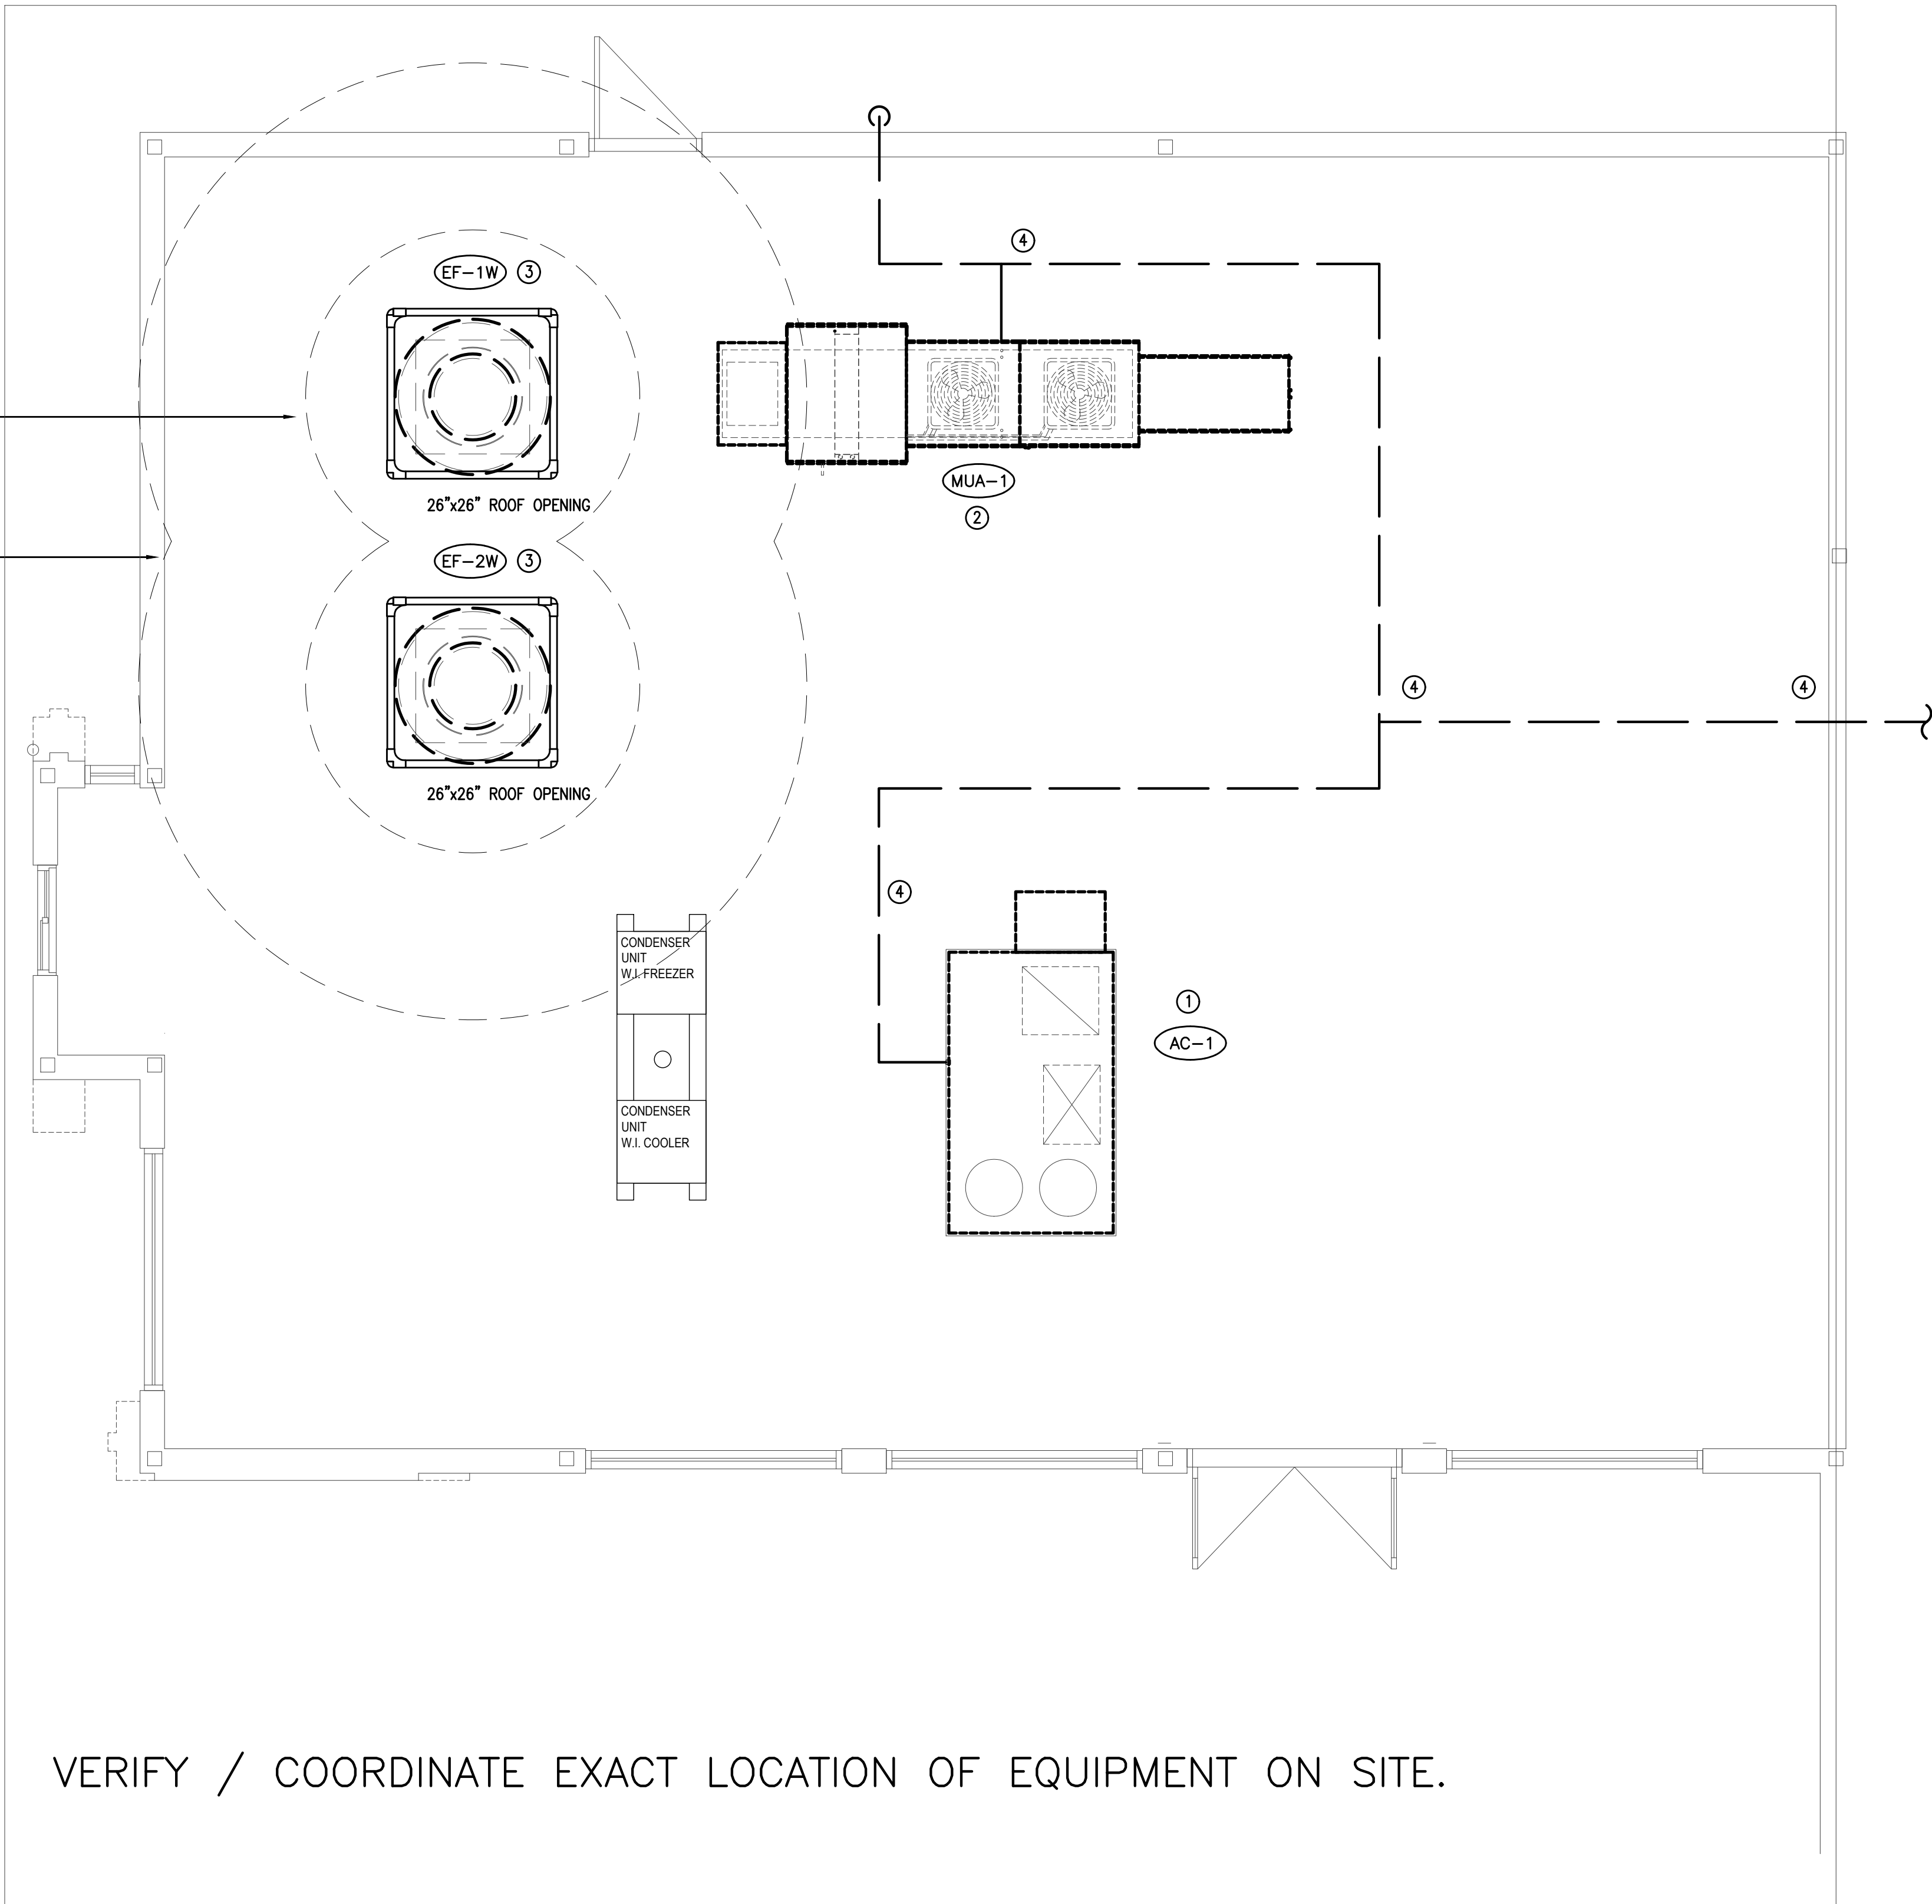 4
EF-1W 3
26"x26" ROOF OPENING
MUA-1
2
EF-2W 3
4
4
26"x26" ROOF OPENING
4
CONDENSER
UNIT
W.I. FREEZER
1
AC-1
CONDENSER
UNIT
W.I. COOLER
VERIFY / COORDINATE EXACT LOCATION OF EQUIPMENT ON SITE.